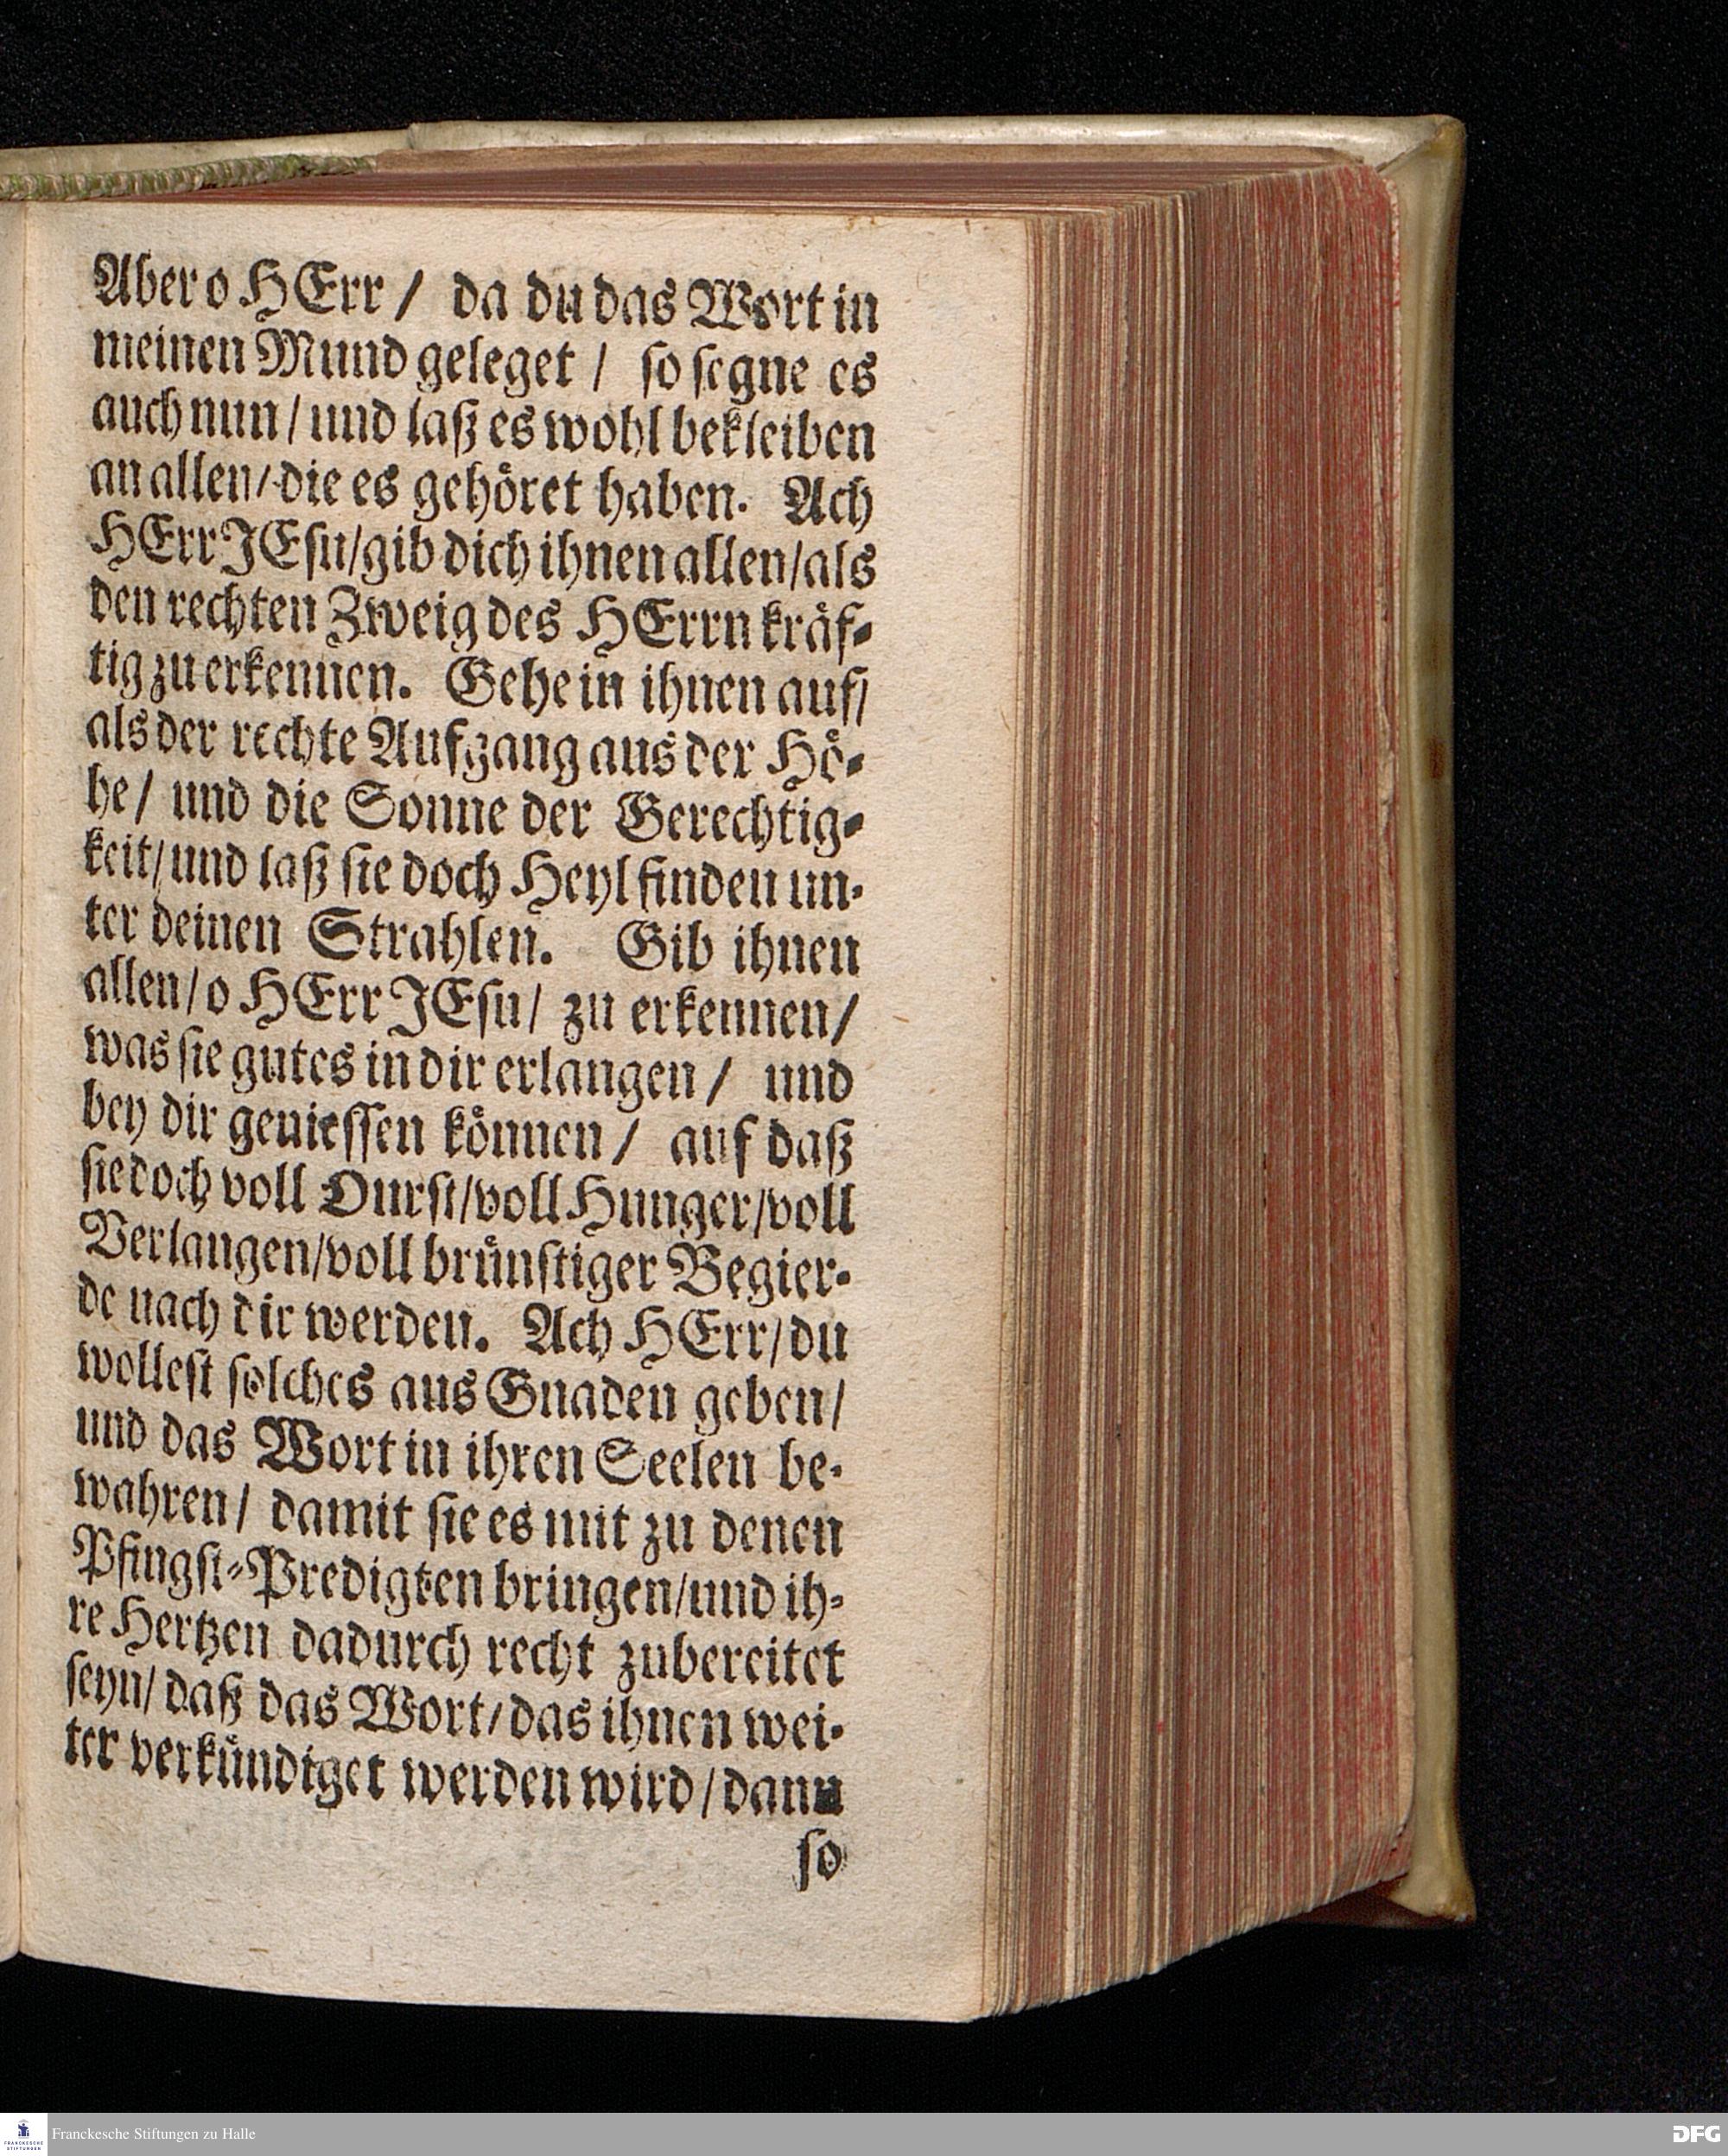 Aber o HErr / da du das Wort in
meinen Mund geleget / ſo ſegne es
auch nun / und laß es wohl bekleiben
an allen / die es gehöret haben. Ach
HErr JEſu / gib dich ihnen allen / als
den rechten Zweig des HErrn kräf-
tig zu erkennen. Gehe in ihnen auf /
als der rechte Aufgang aus der Hö-
he / und die Sonne der Gerechtig-
keit / und laß ſie doch Heyl finden un-
ter deinen Strahlen. Gib ihnen
allen / o HErr JEſu / zu erkennen /
was ſie gutes in dir erlangen / und
bey dir genieſſen können / auf daß
ſie doch voll Durſt / voll Hunger / voll
Verlangen / voll brünſtiger Begier-
de nach dir werden. Ach HErr / du
wolleſt ſolches aus Gnaden geben /
und das Wort in ihren Seelen be-
wahren / damit ſie es mit zu denen
Pfingſt-Predigten bringen / und ih-
re Hertzen dadurch recht zubereitet
ſeyn / daß das Wort / das ihnen wei-
ter verkündiget werden wird / dann
ſo
FRANCKESCHE
STIFTUNGEN
Franckesche Stiftungen zu Halle
DFG